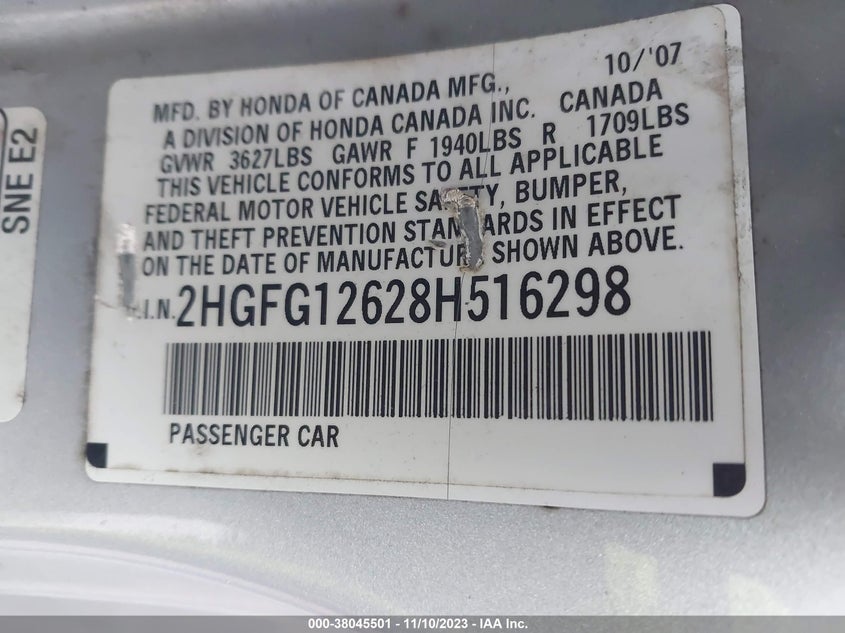 10/'07
MFD. BY HONDA OF CANADA MFG.,
A DIVISION OF HONDA CANADA INC. CANADA
GVWR 3627LBS GAWR F 1940LBS R 1709LBS
THIS VEHICLE CONFORMS TO ALL APPLICABLE
FEDERAL MOTOR VEHICLE SAFETY, BUMPER,
AND THEFT PREVENTION STANDARDS IN EFFECT
ON THE DATE OF MANUFACTURE SHOWN ABOVE.
V.I.N. 2HGFG12628H516298
PASSENGER CAR
SNE E2
000-38045501 - 11/10/2023 - IAA Inc.